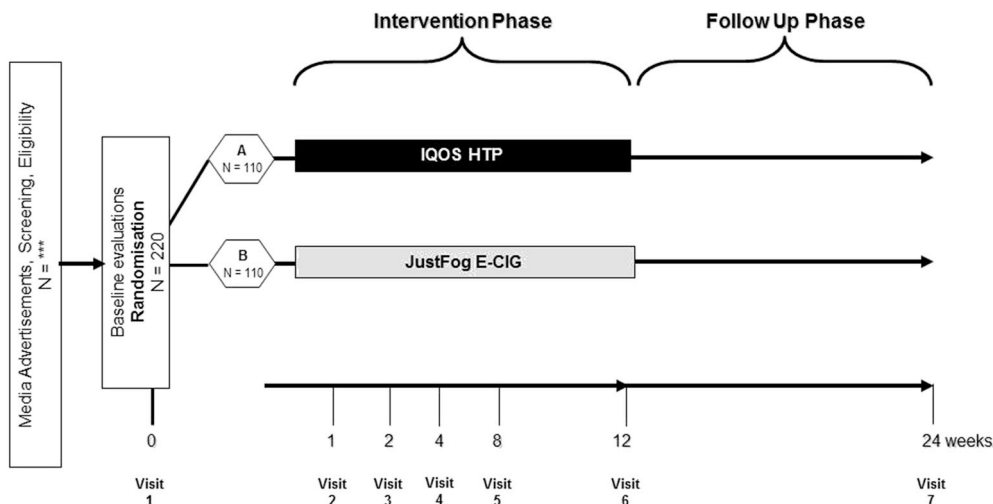 Intervention Phase
Follow Up Phase
Media Advertisements, Screening, Eligibility
N = ***
Baseline evaluations
Randomisation
N = 220
A
N = 110
IQOS HTP
B
N = 110
JustFog E-CIG
0
1
2
4
8
12
24 weeks
Visit
1
Visit
2
Visit
3
Visit
4
Visit
5
Visit
6
Visit
7